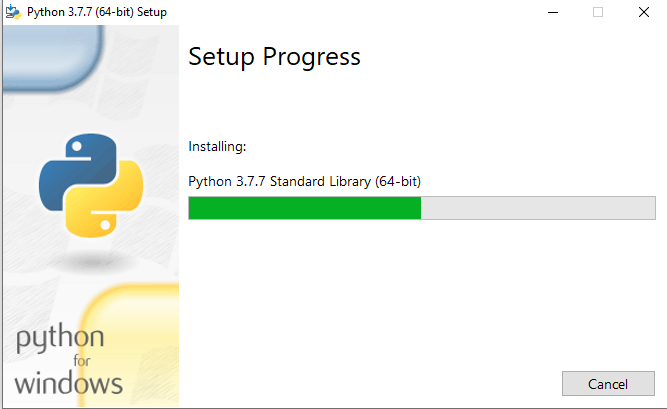 Python 3.7.7 (64-bit) Setup
Setup Progress
Installing:
Python 3.7.7 Standard Library (64-bit)
python
for
windows
Cancel